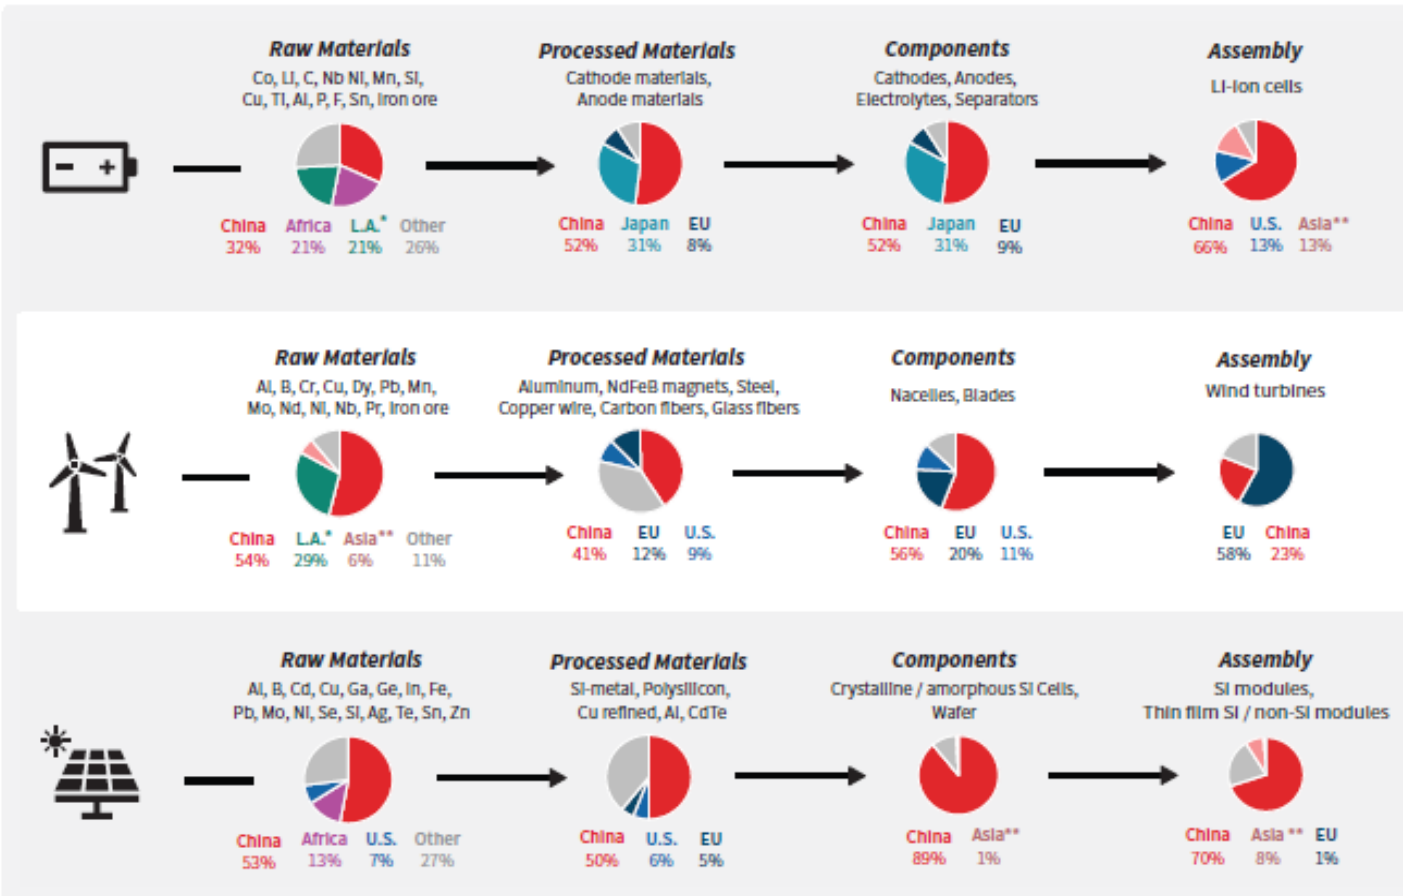 Raw Materials
Co, Li, C, Nb Ni, Mn, Si,
Cu, Ti, Al, P, F, Sn, Iron ore
China Africa L.A.* Other
32% 21% 21% 26%
Processed Materials
Cathode materials,
Anode materials
China Japan EU
52% 31% 8%
Components
Cathodes, Anodes,
Electrolytes, Separators
China Japan EU
52% 31% 9%
Assembly
Li-ion cells
China U.S. Asia**
66% 13% 13%
Raw Materials
Al, B, Cr, Cu, Dy, Pb, Mn,
Mo, Nd, Ni, Nb, Pr, Iron ore
China L.A.* Asia** Other
54% 29% 6% 11%
Processed Materials
Aluminum, NdFeB magnets, Steel,
Copper wire, Carbon fibers, Glass fibers
China EU U.S.
41% 12% 9%
Components
Nacelles, Blades
China EU U.S.
56% 20% 11%
Assembly
Wind turbines
EU China
58% 23%
Raw Materials
Al, B, Cd, Cu, Ga, Ge, In, Fe,
Pb, Mo, Ni, Se, Si, Ag, Te, Sn, Zn
China Africa U.S. Other
53% 13% 7% 27%
Processed Materials
Si-metal, Polysilicon,
Cu refined, Al, CdTe
China U.S. EU
50% 6% 5%
Components
Crystalline / amorphous Si Cells,
Wafer
China Asia**
89% 1%
Assembly
Si modules,
Thin film Si / non-Si modules
China Asia ** EU
70% 8% 1%